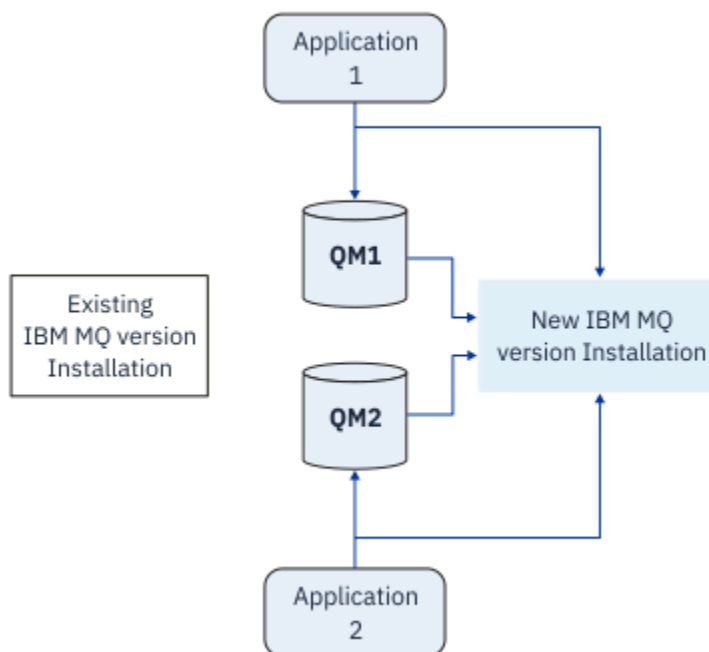 Application
1
QM1
Existing
IBM MQ version
Installation
New IBM MQ
version Installation
QM2
Application
2